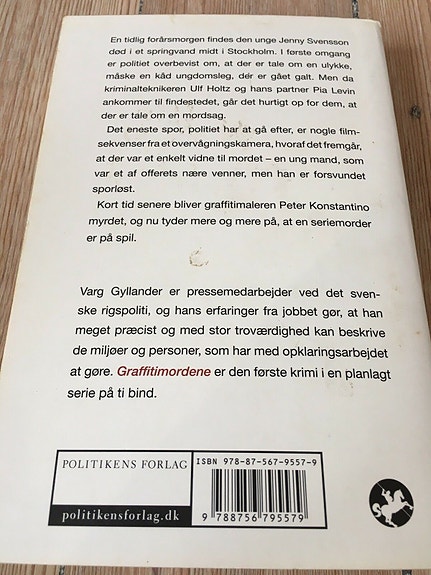 En tidlig forårsmorgen findes den unge Jenny Svensson
død i et springvand midt i Stockholm. I første omgang
er politiet overbevist om, at der er tale om en ulykke,
måske en kåd ungdomsleg, der er gået galt. Men da
kriminalteknikeren Ulf Holtz og hans partner Pia Levin
ankommer til findestedet, går det hurtigt op for dem, at
der er tale om en mordsag.
Det eneste spor, politiet har at gå efter, er nogle film-
sekvenser fra et overvågningskamera, hvoraf det fremgår,
at der var et enkelt vidne til mordet – en ung mand, som
var et af offerets nære venner, men han er forsvundet
sporløst.
Kort tid senere bliver graffitimaleren Peter Konstantino
myrdet, og nu tyder mere og mere på, at en seriemorder
er på spil.
Varg Gyllander er pressemedarbejder ved det sven-
ske rigspoliti, og hans erfaringer fra jobbet gør, at han
meget præcist og med stor troværdighed kan beskrive
de miljøer og personer, som har med opklaringsarbejdet
at gøre. Graffitimordene er den første krimi i en planlagt
serie på ti bind.
POLITIKENS FORLAG
politikensforlag.dk
ISBN 978-87-567-9557-9
9 788756 795579